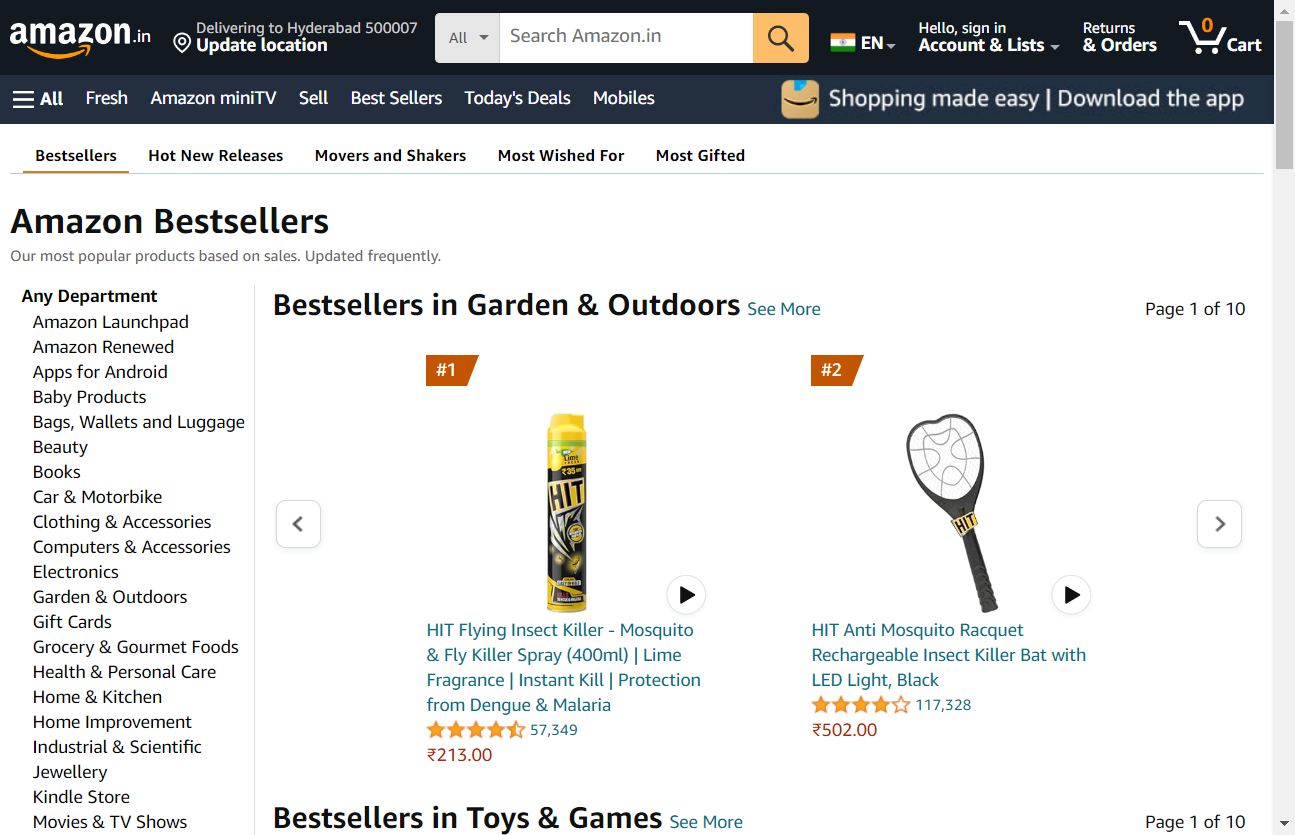 amazon.in
Delivering to Hyderabad 500007
Update location
All
Search Amazon.in
EN
Hello, sign in
Account & Lists
Returns
& Orders
0
Cart
All
Fresh
Amazon miniTV
Sell
Best Sellers
Today's Deals
Mobiles
Shopping made easy | Download the app
Bestsellers
Hot New Releases
Movers and Shakers
Most Wished For
Most Gifted
Amazon Bestsellers
Our most popular products based on sales. Updated frequently.
Any Department
Amazon Launchpad
Amazon Renewed
Apps for Android
Baby Products
Bags, Wallets and Luggage
Beauty
Books
Car & Motorbike
Clothing & Accessories
Computers & Accessories
Electronics
Garden & Outdoors
Gift Cards
Grocery & Gourmet Foods
Health & Personal Care
Home & Kitchen
Home Improvement
Industrial & Scientific
Jewellery
Kindle Store
Movies & TV Shows
Bestsellers in Garden & Outdoors See More
Page 1 of 10
#1
Lime
₹35
HIT
HIT Flying Insect Killer - Mosquito
& Fly Killer Spray (400ml) | Lime
Fragrance | Instant Kill | Protection
from Dengue & Malaria
57,349
₹213.00
#2
HIT
HIT Anti Mosquito Racquet
Rechargeable Insect Killer Bat with
LED Light, Black
117,328
₹502.00
Bestsellers in Toys & Games See More
Page 1 of 10